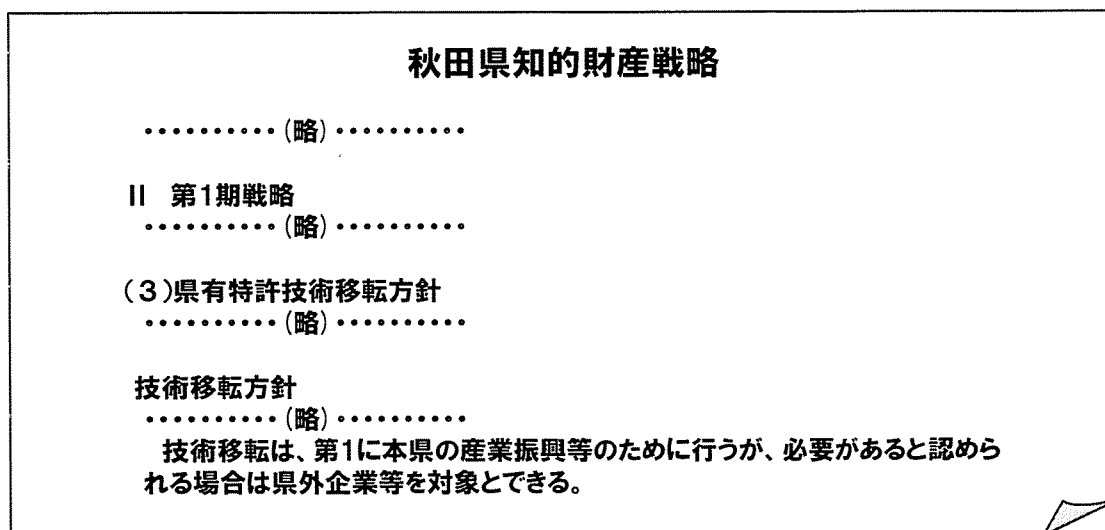 秋田県知的財産戦略
・・・・・・・・・・(略)・・・・・・・・・・
II 第1期戦略
・・・・・・・・・・(略)・・・・・・・・・・
(3)県有特許技術移転方針
・・・・・・・・・・(略)・・・・・・・・・・
技術移転方針
・・・・・・・・・・(略)・・・・・・・・・・
技術移転は、第1に本県の産業振興等のために行うが、必要があると認めら
れる場合は県外企業等を対象とできる。